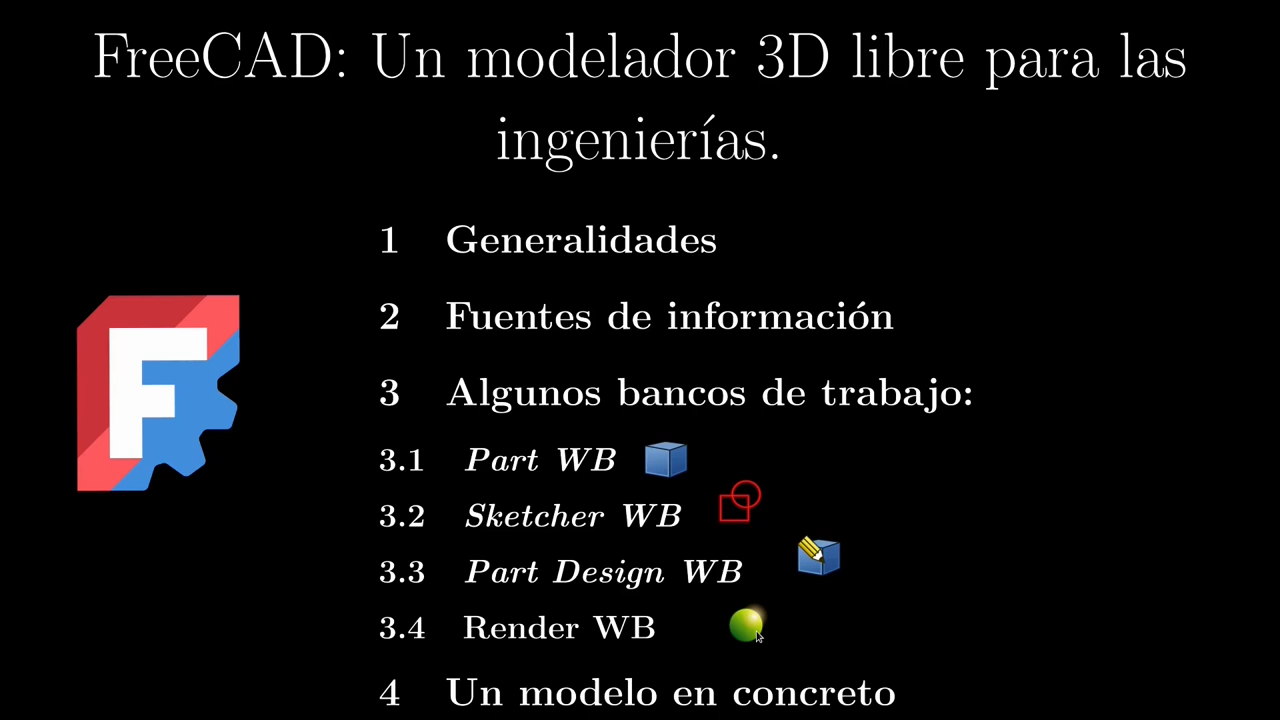 FreeCAD: Un modelador 3D libre para las
ingenierías.
1 Generalidades
2 Fuentes de información
3 Algunos bancos de trabajo:
3.1 Part WB
3.2 Sketcher WB
3.3 Part Design WB
3.4 Render WB
4 Un modelo en concreto
F